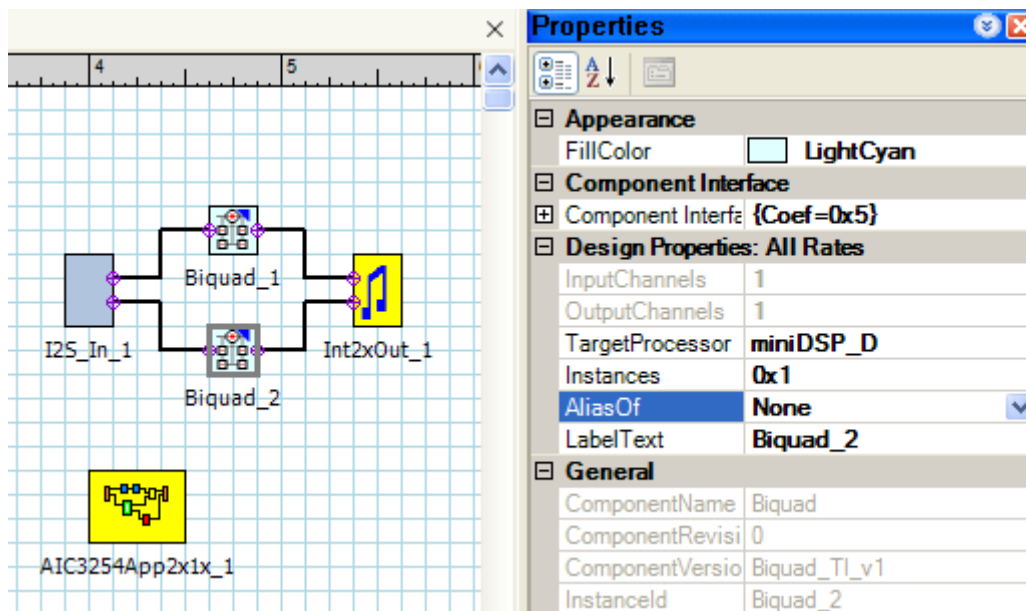 4
5
Biquad_1
I2S_In_1
Int2xOut_1
Biquad_2
AIC3254App2x1x_1
Properties
A
Z
Appearance
FillColor LightCyan
Component Interface
Component Interfa {Coef=0x5}
Design Properties: All Rates
InputChannels 1
OutputChannels 1
TargetProcessor miniDSP_D
Instances 0x1
AliasOf None
LabelText Biquad_2
General
ComponentName Biquad
ComponentRevisi 0
ComponentVersio Biquad_TI_v1
InstanceId Biquad_2